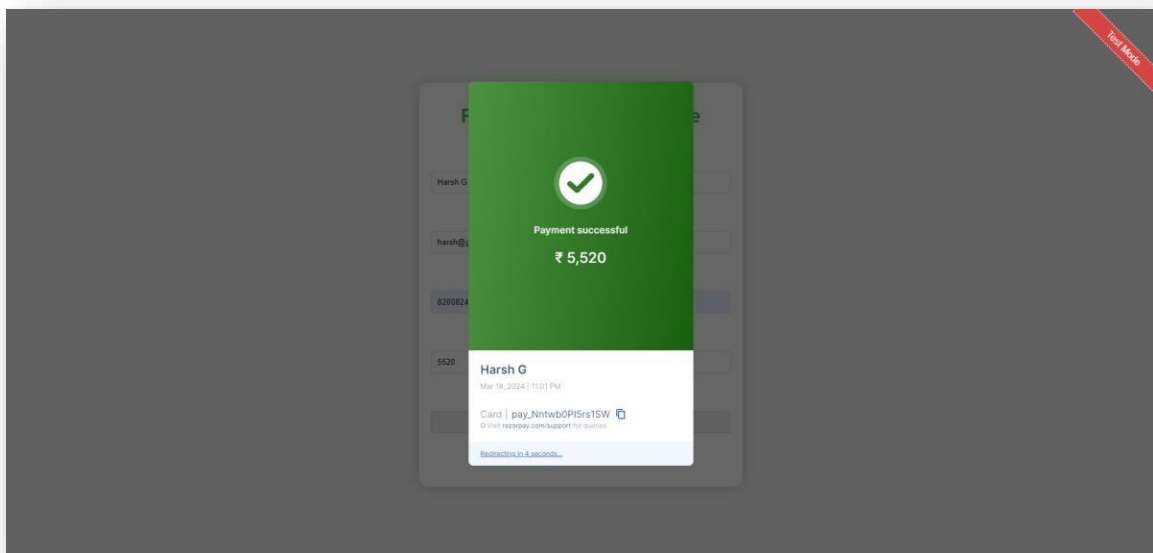 Test Mode
F e
Harsh G
harsh@g
8200824
5520
Payment successful
₹ 5,520
Harsh G
Mar 18, 2024 | 11:01 PM
Card | pay_Nntwb0PI5rs1SW
Visit razorpay.com/support for queries
Redirecting in 4 seconds...